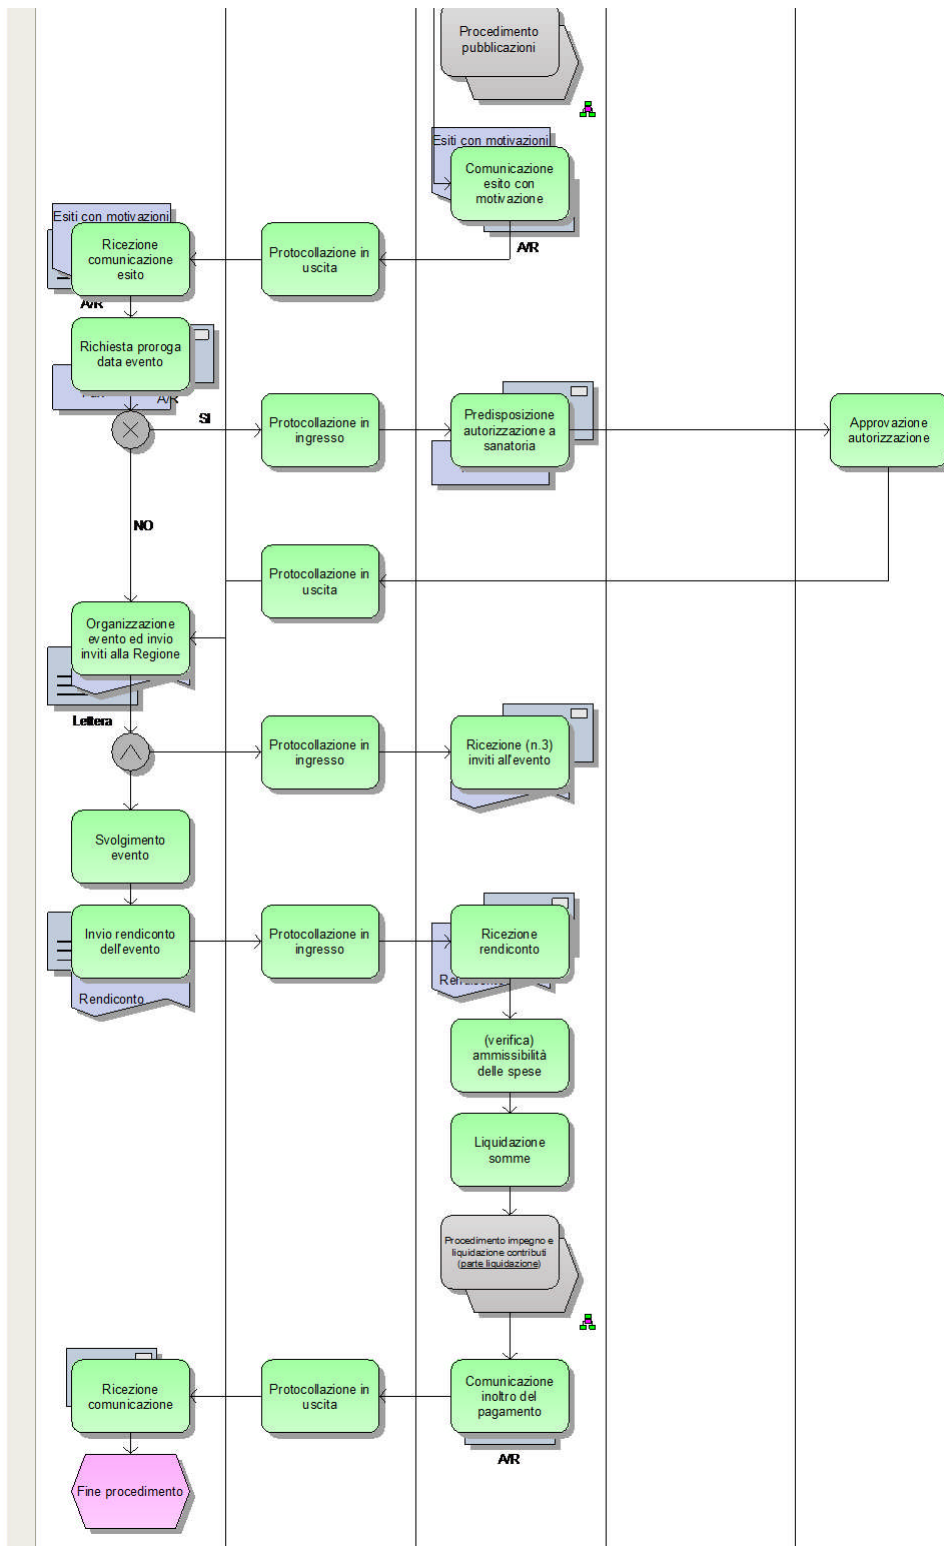 Procedimento
pubblicazioni
Esiti con motivazioni
Comunicazione
esito con
motivazione
A/R
Esiti con motivazioni
Ricezione
comunicazione
esito
A/R
Protocollazione in
uscita
Richiesta proroga
data evento
A/R
SI
Protocollazione in
ingresso
Predisposizione
autorizzazione a
sanatoria
Approvazione
autorizzazione
NO
Protocollazione in
uscita
Organizzazione
evento ed invio
inviti alla Regione
Lettera
Protocollazione in
ingresso
Ricezione (n.3)
inviti all'evento
Svolgimento
evento
Invio rendiconto
dell'evento
Rendiconto
Protocollazione in
ingresso
Ricezione
rendiconto
Rendiconto
(verifica)
ammissibilità
delle spese
Liquidazione
somme
Procedimento impegno e
liquidazione contributi
(parte liquidazione)
Ricezione
comunicazione
Protocollazione in
uscita
Comunicazione
inoltro del
pagamento
A/R
Fine procedimento